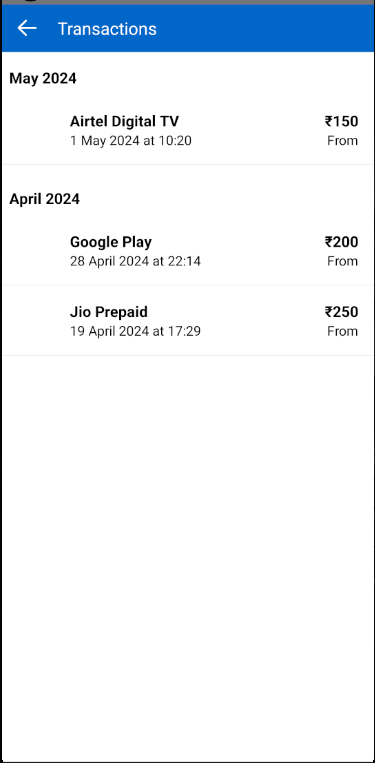 Transactions
May 2024
Airtel Digital TV ₹150
1 May 2024 at 10:20 From
April 2024
Google Play ₹200
28 April 2024 at 22:14 From
Jio Prepaid ₹250
19 April 2024 at 17:29 From